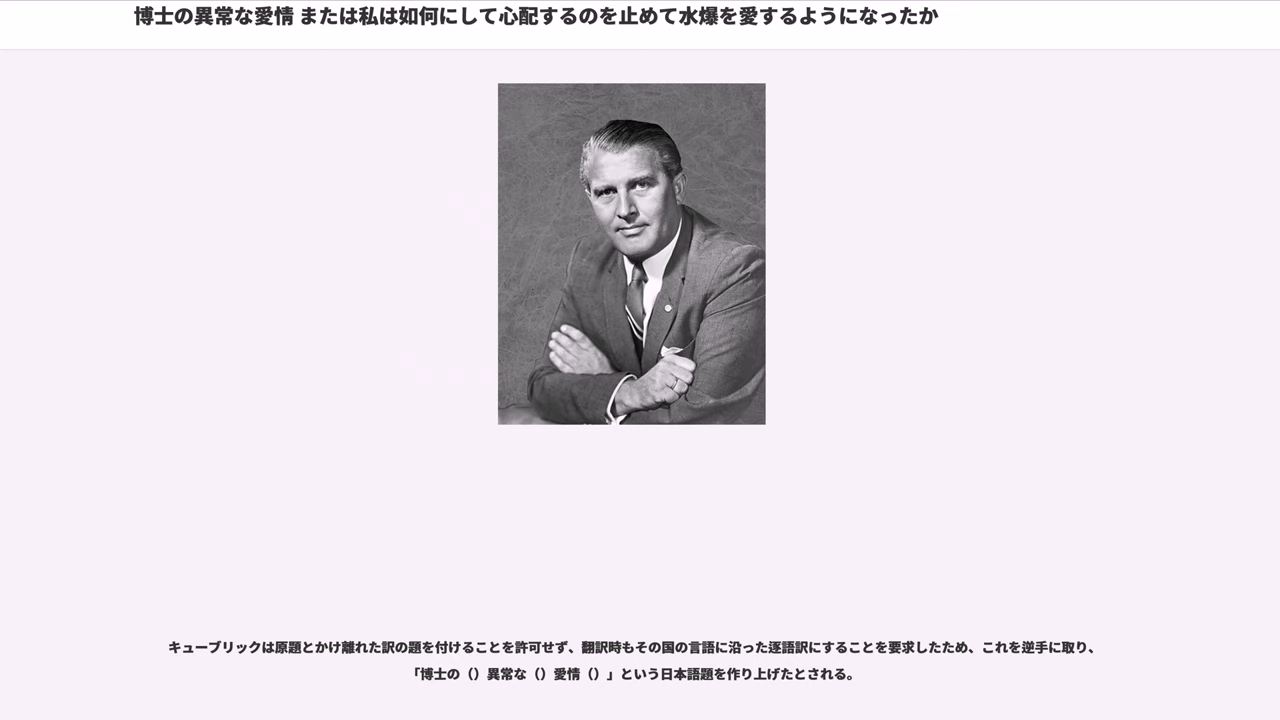 博士の異常な愛情 または私は如何にして心配するのを止めて水爆を愛するようになったか
キューブリックは原題とかけ離れた訳の題を付けることを許可せず、翻訳時もその国の言語に沿った逐語訳にすることを要求したため、これを逆手に取り、
「博士の（）異常な（）愛情（）」という日本語題を作り上げたとされる。